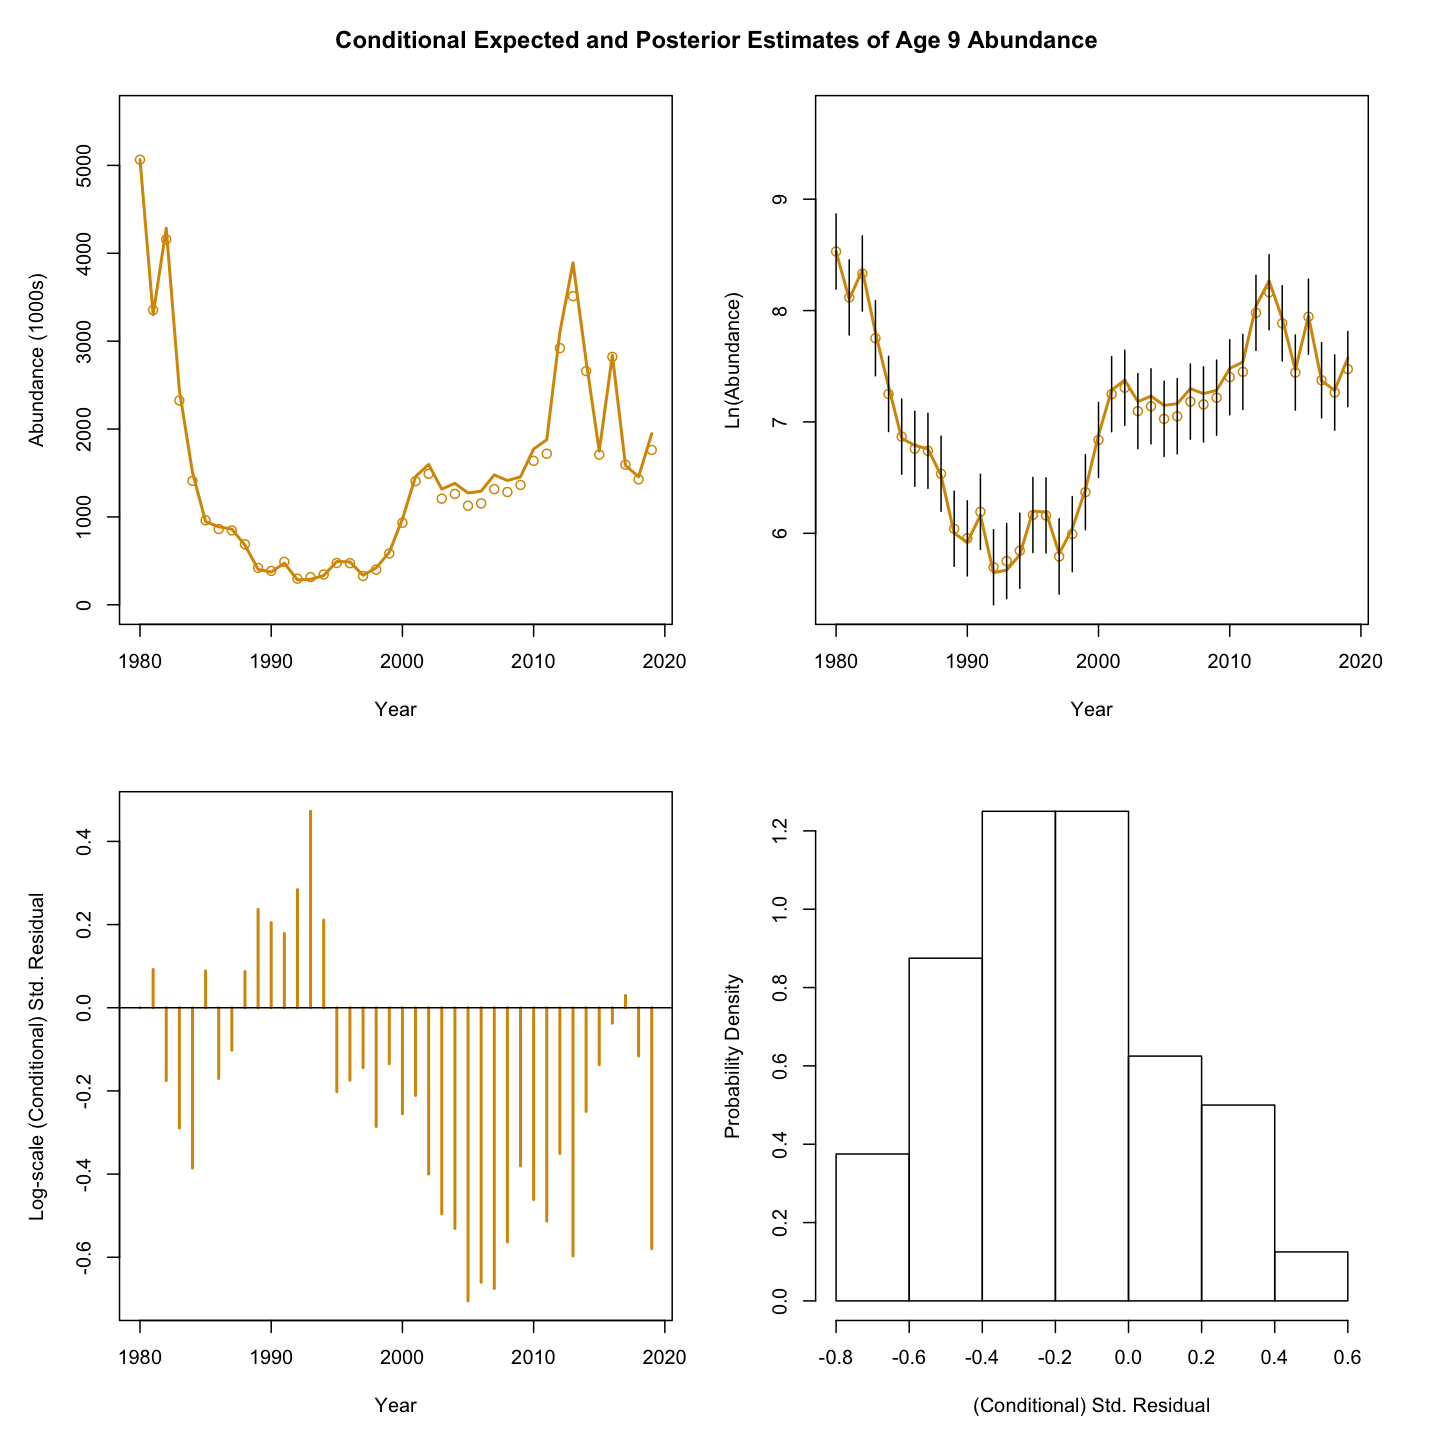 Conditional Expected and Posterior Estimates of Age 9 Abundance
Abundance (1000s)
5000
4000
3000
2000
1000
0
1980 1990 2000 2010 2020
Year
Ln(Abundance)
9
8
7
6
1980 1990 2000 2010 2020
Year
Log-scale (Conditional) Std. Residual
0.4
0.2
0.0
-0.2
-0.4
-0.6
1980 1990 2000 2010 2020
Year
Probability Density
1.2
1.0
0.8
0.6
0.4
0.2
0.0
-0.8 -0.6 -0.4 -0.2 0.0 0.2 0.4 0.6
(Conditional) Std. Residual